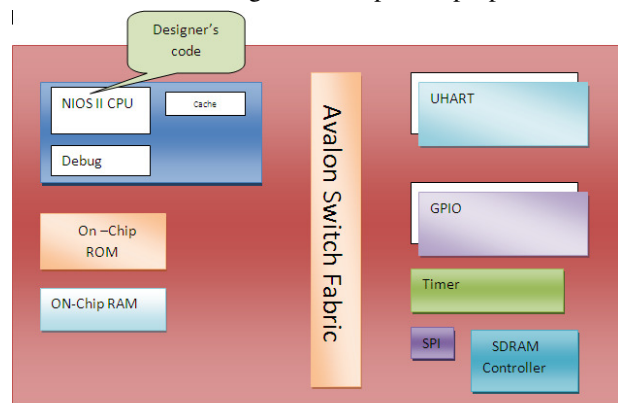 Designer's
code
NIOS II CPU
Cache
Debug
On –Chip
ROM
ON-Chip RAM
Avalon Switch Fabric
UHART
GPIO
Timer
SPI
SDRAM
Controller